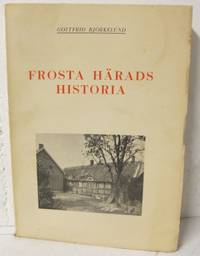 GOTTFRID BJÖRKELUND
FROSTA HÄRADS
HISTORIA